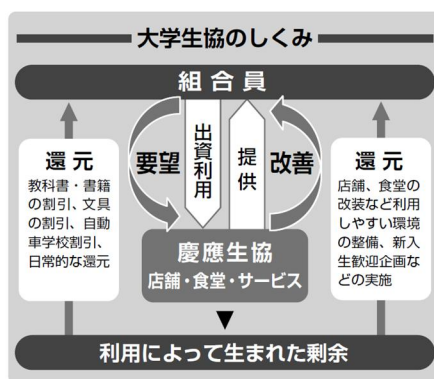 大学生協のしくみ
組合員
還元
教科書・書籍
の割引、文具
の割引、自動
車学校割引、
日常的な還元
要望
出資利用
提供
改善
還元
店舗、食堂の
改装など利用
しやすい環境
の整備、新入
生歓迎企画な
どの実施
慶應生協
店舗・食堂・サービス
利用によって生まれた剰余